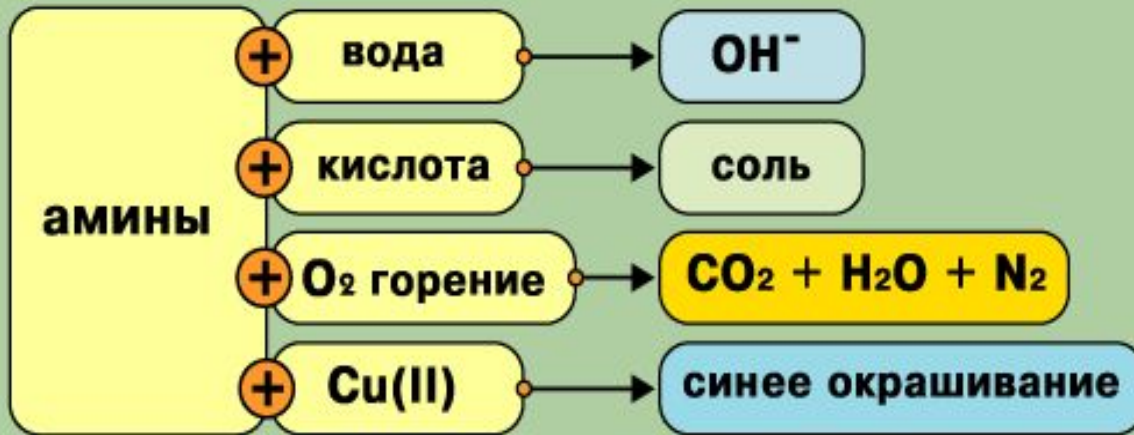 амины
+ вода → OH⁻
+ кислота → соль
+ O₂ горение → CO₂ + H₂O + N₂
+ Cu(II) → синее окрашивание